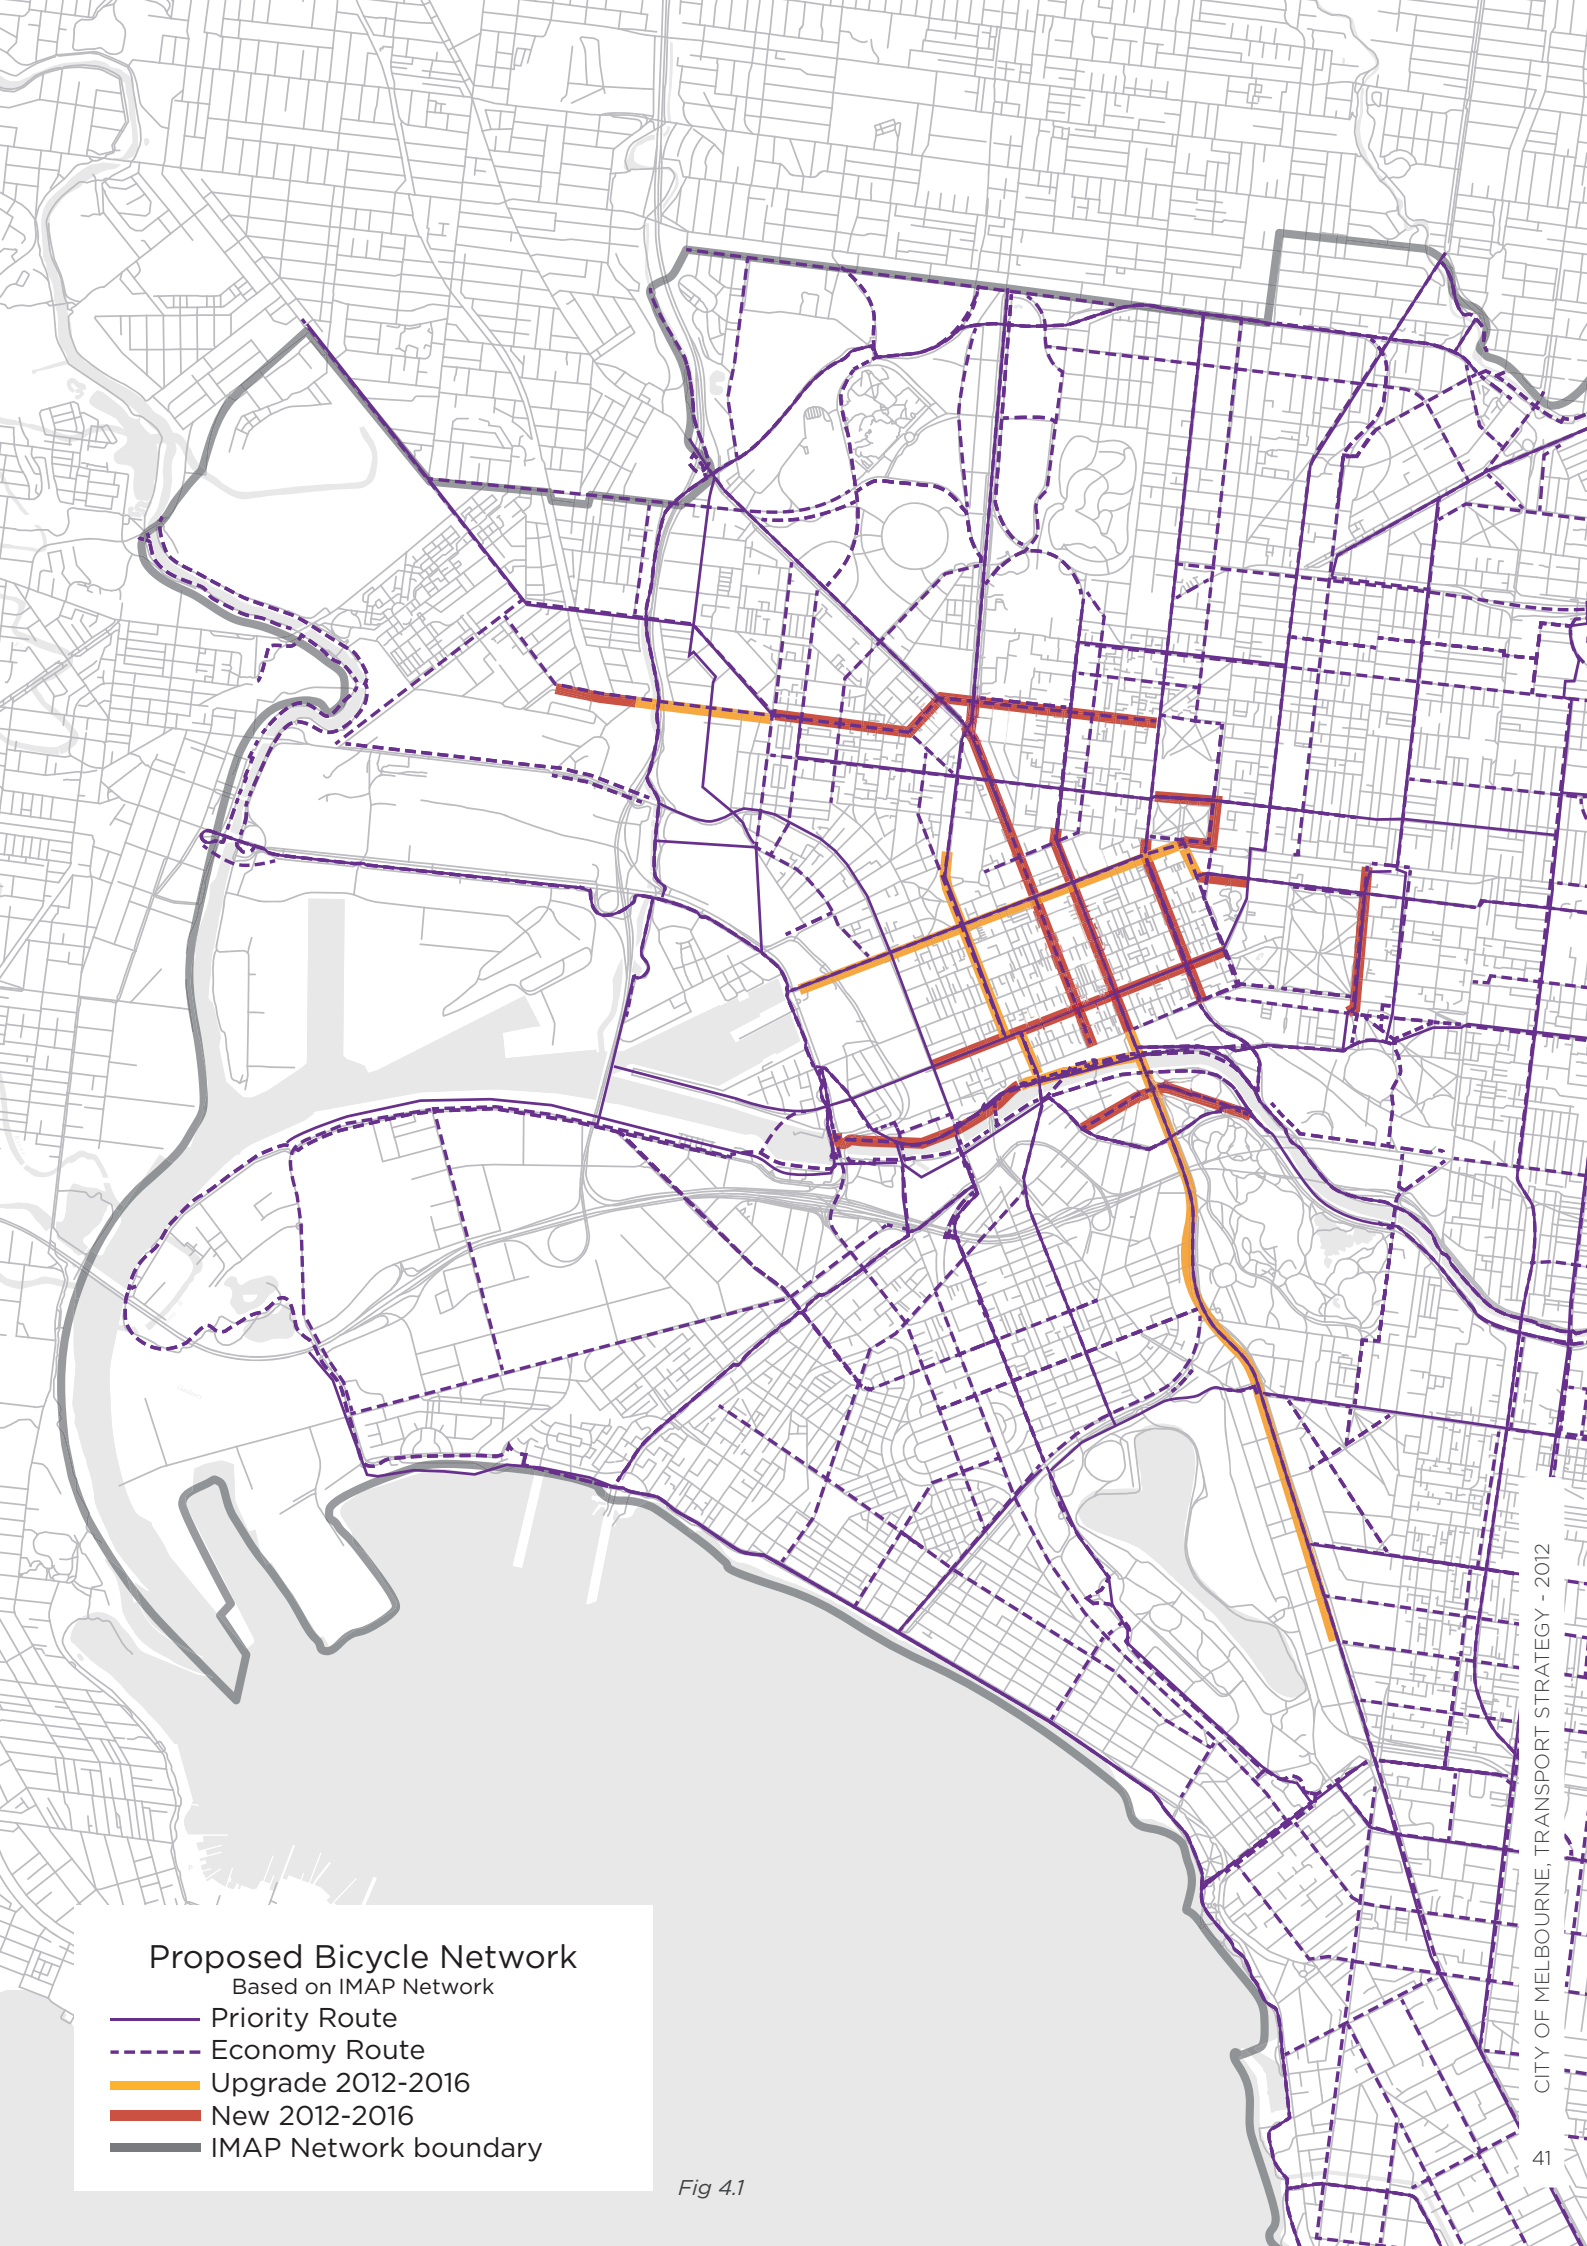 Proposed Bicycle Network
Based on IMAP Network
Priority Route
Economy Route
Upgrade 2012-2016
New 2012-2016
IMAP Network boundary
Fig 4.1
CITY OF MELBOURNE, TRANSPORT STRATEGY - 2012
41